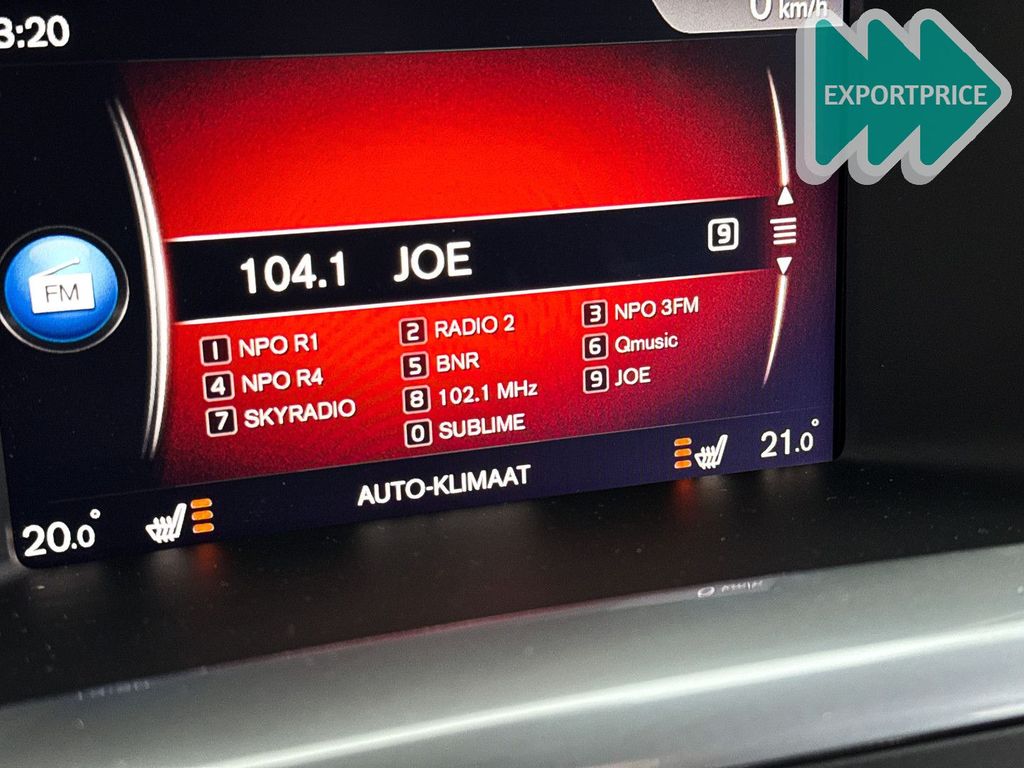 3:20
0 km/h
EXPORTPRICE
104.1 JOE 9
FM
1 NPO R1 2 RADIO 2 3 NPO 3FM
4 NPO R4 5 BNR 6 Qmusic
7 SKYRADIO 8 102.1 MHz 9 JOE
0 SUBLIME
AUTO-KLIMAAT
20.0° 21.0°